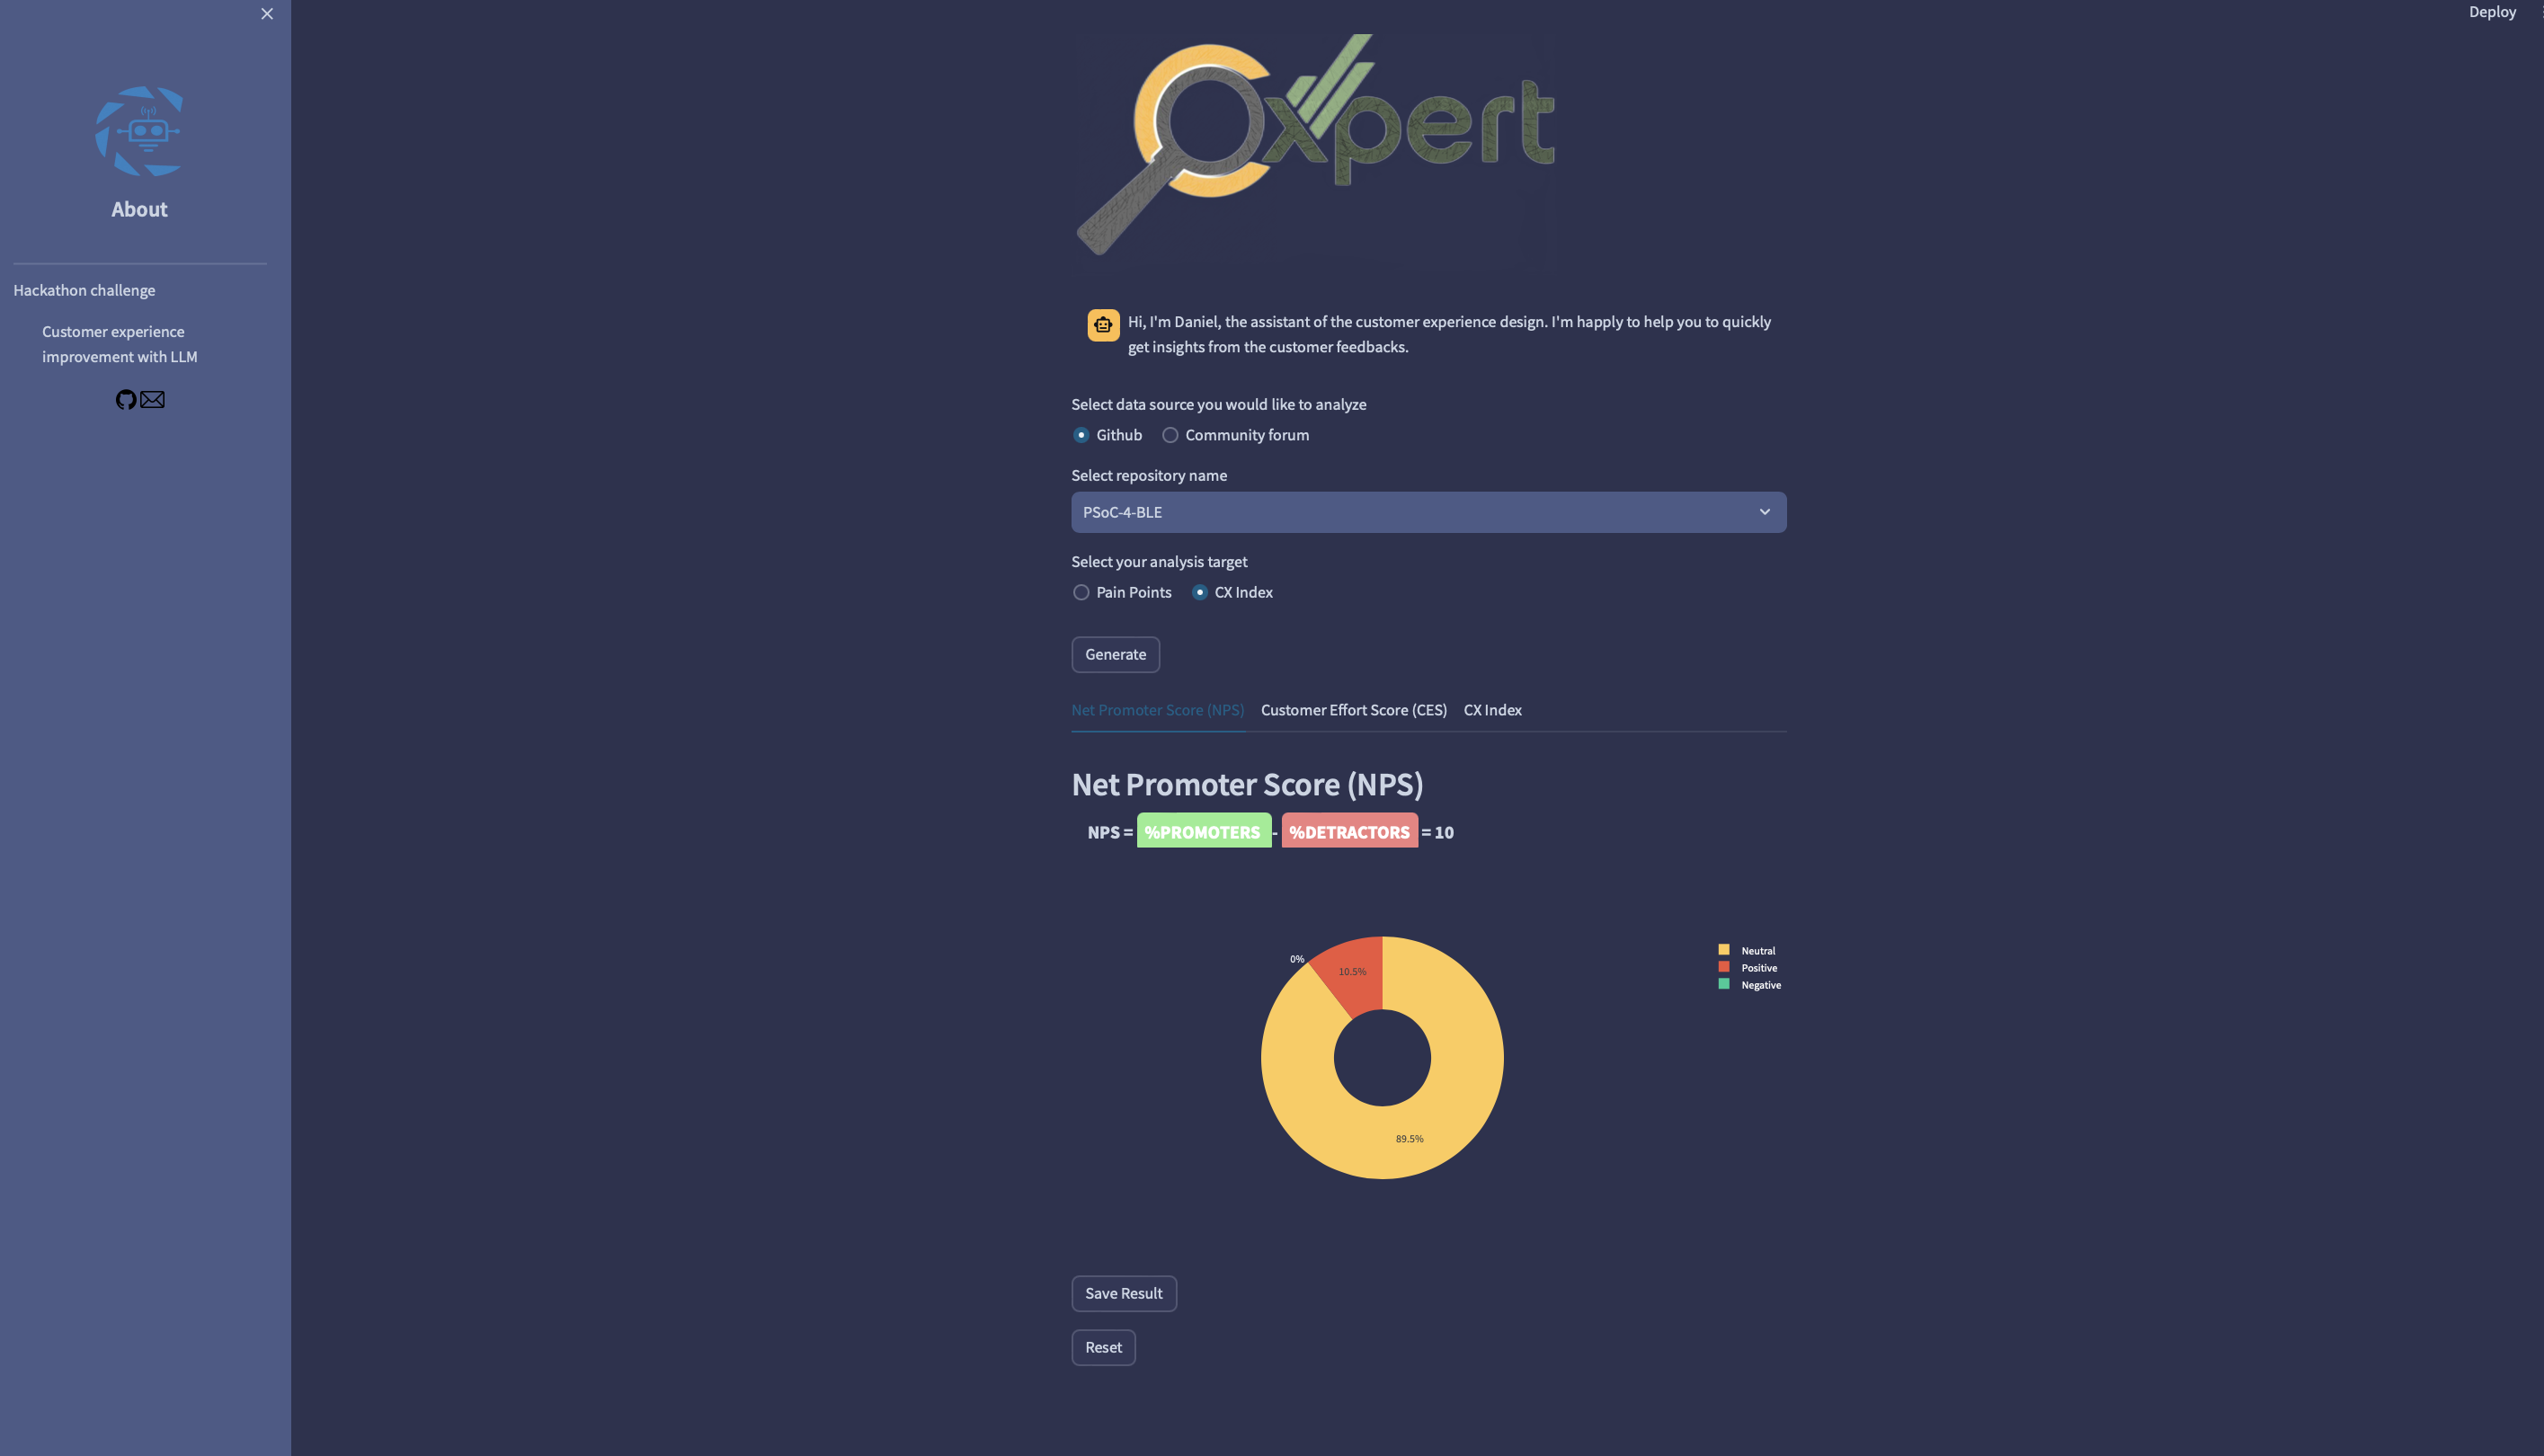 Deploy
Cxpert
About
Hackathon challenge
Customer experience
improvement with LLM
Hi, I'm Daniel, the assistant of the customer experience design. I'm happly to help you to quickly
get insights from the customer feedbacks.
Select data source you would like to analyze
Github Community forum
Select repository name
PSoC-4-BLE
Select your analysis target
Pain Points CX Index
Generate
Net Promoter Score (NPS) Customer Effort Score (CES) CX Index
Net Promoter Score (NPS)
NPS = %PROMOTERS - %DETRACTORS = 10
0%
10.5%
89.5%
Neutral
Positive
Negative
Save Result
Reset